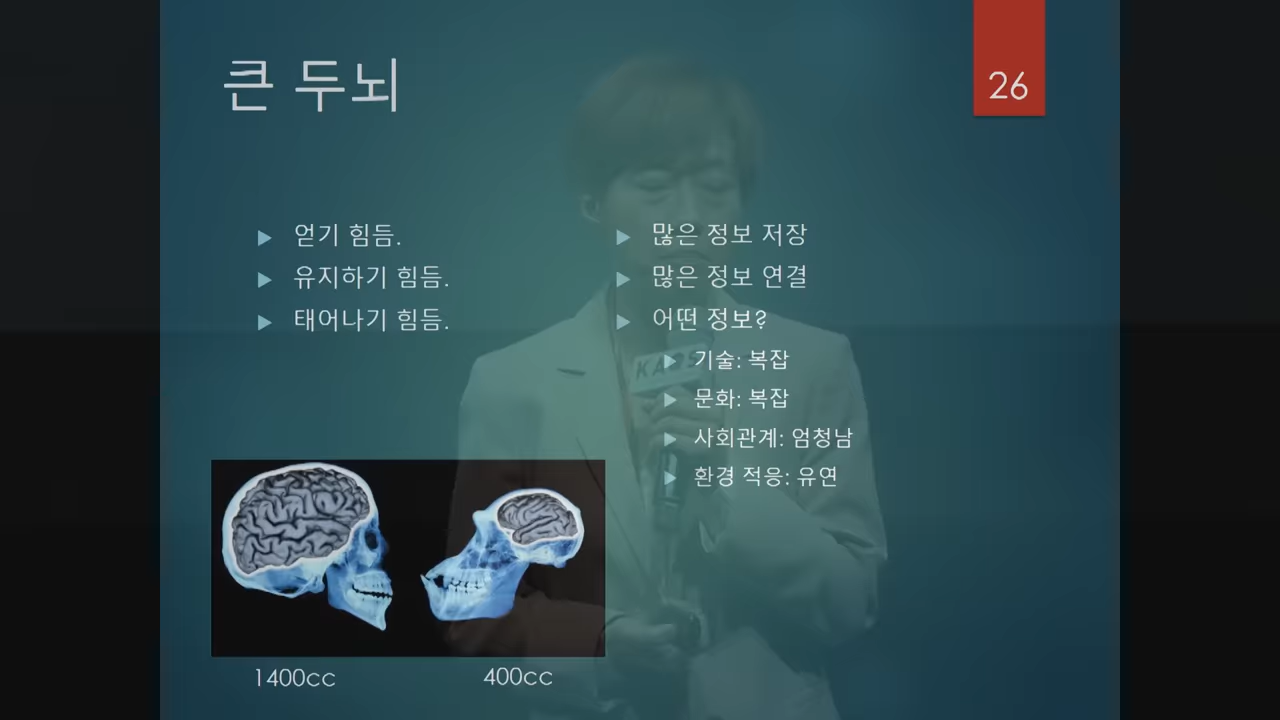 큰 두뇌
26
얻기 힘듬.
유지하기 힘듬.
태어나기 힘듬.
많은 정보 저장
많은 정보 연결
어떤 정보?
기술: 복잡
문화: 복잡
사회관계: 엄청남
환경 적응: 유연
KAOS
1400cc
400cc